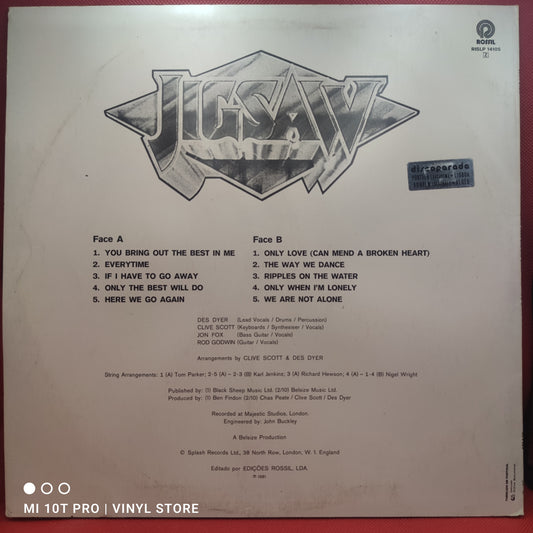 ROSSIL
RISLP 14105
JIGSAW
discoparada
Face A
1. YOU BRING OUT THE BEST IN ME
2. EVERYTIME
3. IF I HAVE TO GO AWAY
4. ONLY THE BEST WILL DO
5. HERE WE GO AGAIN
Face B
1. ONLY LOVE (CAN MEND A BROKEN HEART)
2. THE WAY WE DANCE
3. RIPPLES ON THE WATER
4. ONLY WHEN I'M LONELY
5. WE ARE NOT ALONE
DES DYER (Lead Vocals / Drums / Percussion)
CLIVE SCOTT (Keyboards / Synthesiser / Vocals)
JON FOX (Bass Guitar / Vocals)
ROD GODWIN (Guitar / Vocals)
Arrangements by CLIVE SCOTT & DES DYER
String Arrangements: 1 (A) Tom Parker; 2-5 (A) – 2-3 (B) Karl Jenkins; 3 (A) Richard Hewson; 4 (A) – 1-4 (B) Nigel Wright
Published by: (1) Black Sheep Music Ltd. (2/10) Belsize Music Ltd.
Produced by: (1) Ben Findon (2/10) Chas Peate / Clive Scott / Des Dyer
Recorded at Majestic Studios, London.
Engineered by: John Buckley
A Belsize Production
© Splash Records Ltd., 38 North Row, London, W. 1. England
Editado por EDIÇÕES ROSSIL, LDA.
℗ 1981
MI 10T PRO | VINYL STORE